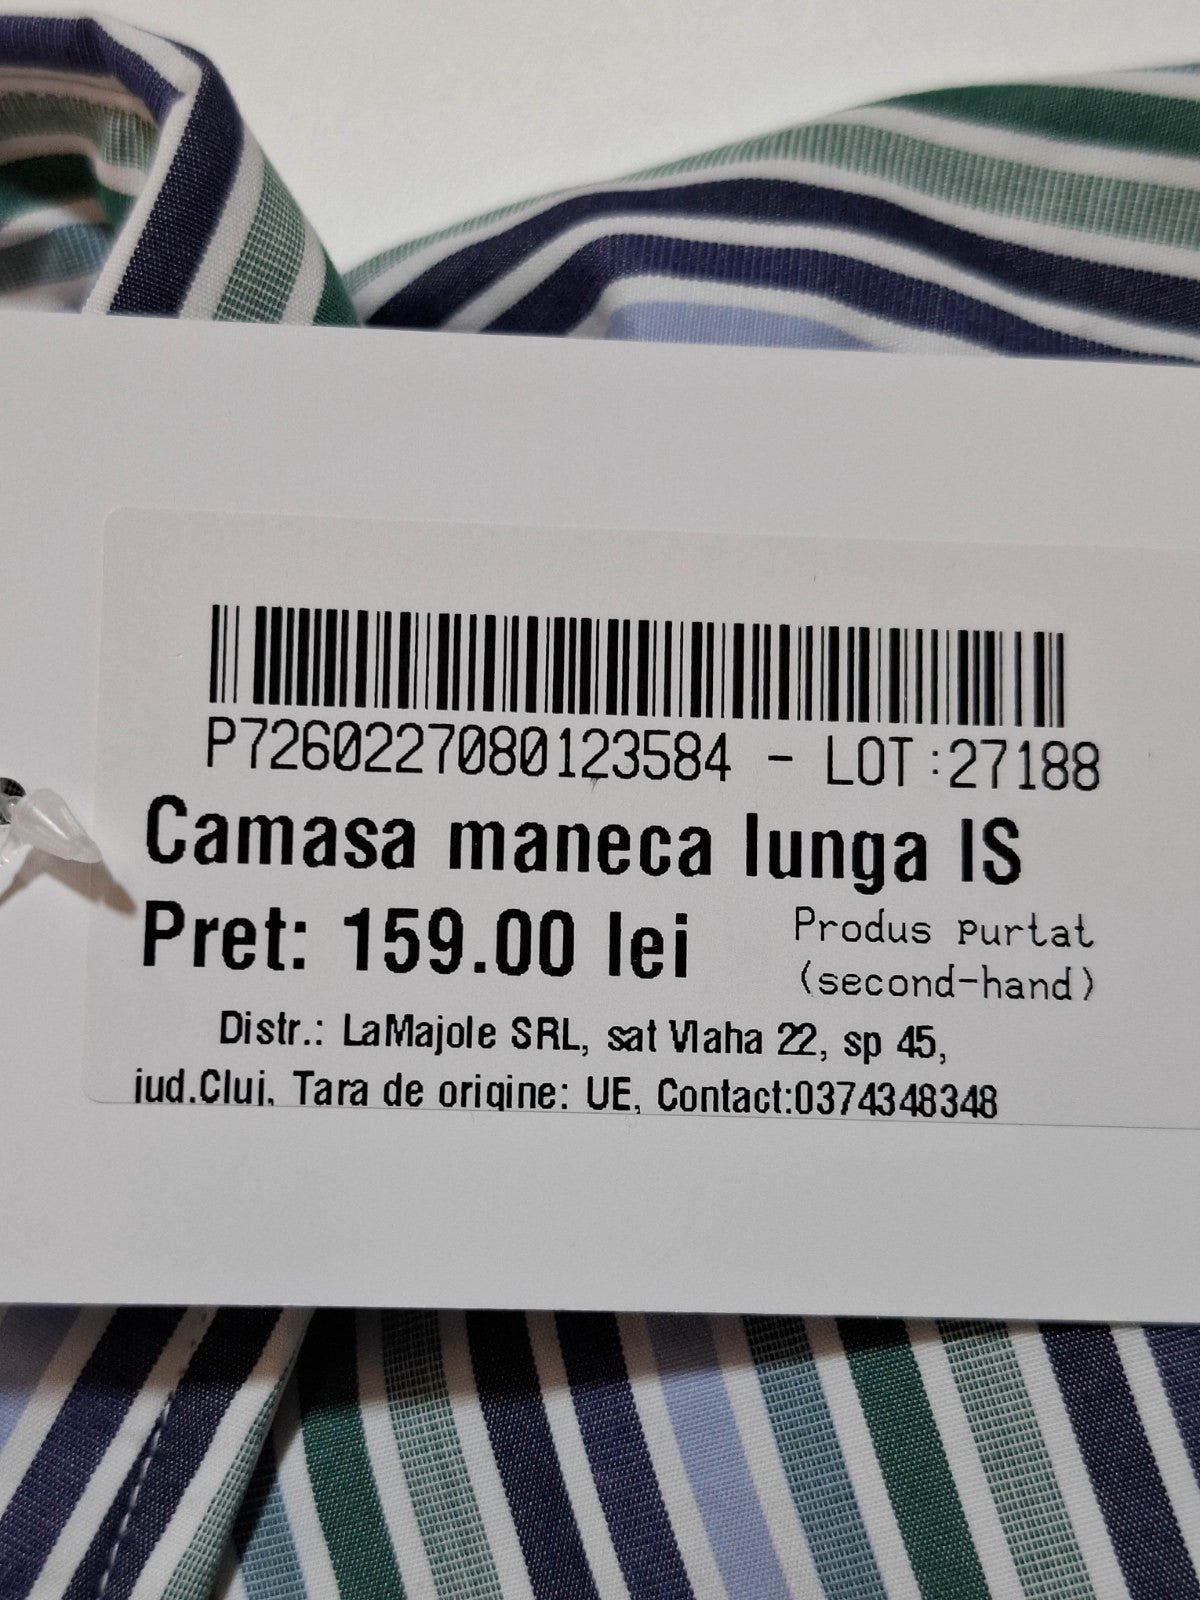 P7260227080123584 - LOT:27188
Camasa maneca lunga IS
Pret: 159.00 lei
Produs purtat
(second-hand)
Distr.: LaMajole SRL, sat Vlaha 22, sp 45,
jud.Cluj, Tara de origine: UE, Contact:0374348348